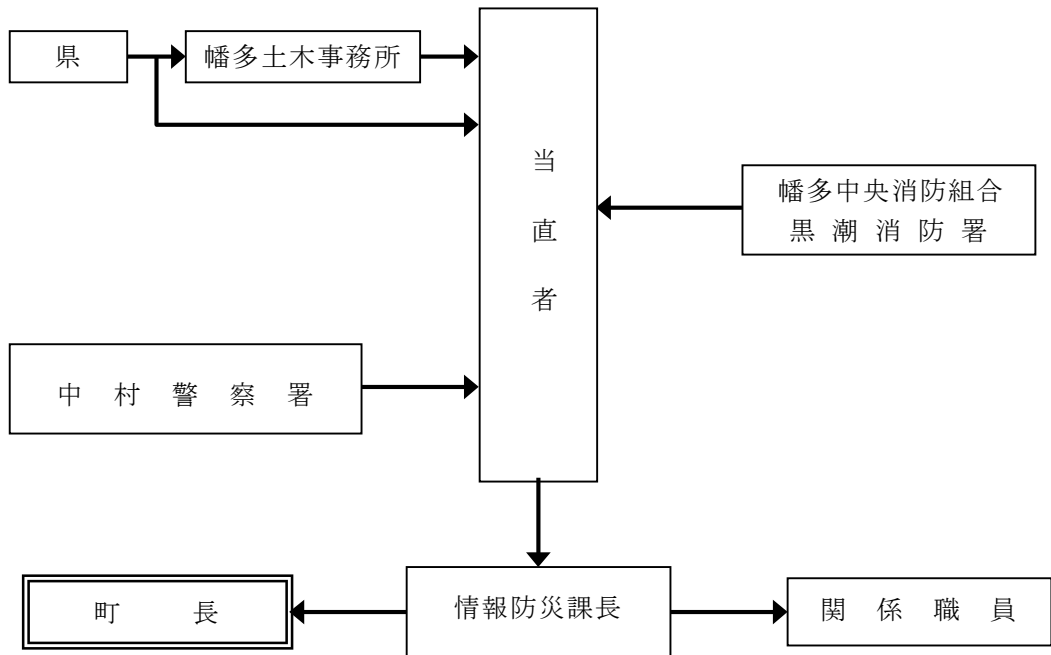 県
幡多土木事務所
当直者
幡多中央消防組合
黒潮消防署
中村警察署
町長
情報防災課長
関係職員